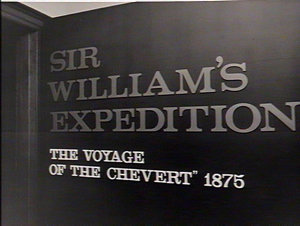 SIR
WILLIAM'S
EXPEDITION
THE VOYAGE
OF THE CHEVERT" 1875